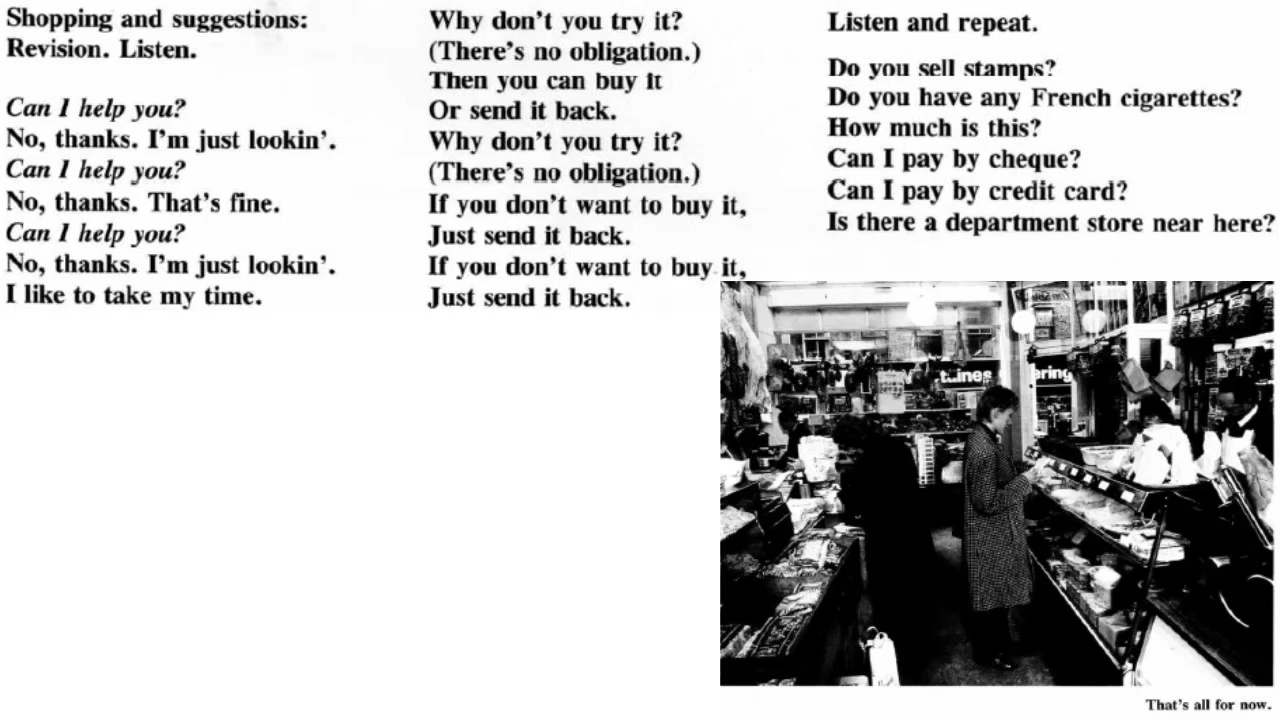 Shopping and suggestions:
Revision. Listen.
Can I help you?
No, thanks. I'm just lookin'.
Can I help you?
No, thanks. That's fine.
Can I help you?
No, thanks. I'm just lookin'.
I like to take my time.
Why don't you try it?
(There's no obligation.)
Then you can buy it
Or send it back.
Why don't you try it?
(There's no obligation.)
If you don't want to buy it,
Just send it back.
If you don't want to buy it,
Just send it back.
Listen and repeat.
Do you sell stamps?
Do you have any French cigarettes?
How much is this?
Can I pay by cheque?
Can I pay by credit card?
Is there a department store near here?
That's all for now.